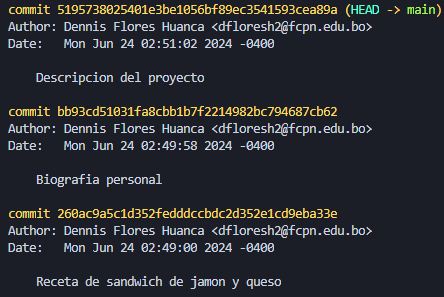 commit 5195738025401e3be1056bf89ec3541593cea89a (HEAD -> main)
Author: Dennis Flores Huanca <dfloresh2@fcpn.edu.bo>
Date:   Mon Jun 24 02:51:02 2024 -0400
Descripcion del proyecto
commit bb93cd51031fa8cbb1b7f2214982bc794687cb62
Author: Dennis Flores Huanca <dfloresh2@fcpn.edu.bo>
Date:   Mon Jun 24 02:49:58 2024 -0400
Biografia personal
commit 260ac9a5c1d352fedddccbdc2d352e1cd9eba33e
Author: Dennis Flores Huanca <dfloresh2@fcpn.edu.bo>
Date:   Mon Jun 24 02:49:00 2024 -0400
Receta de sandwich de jamon y queso